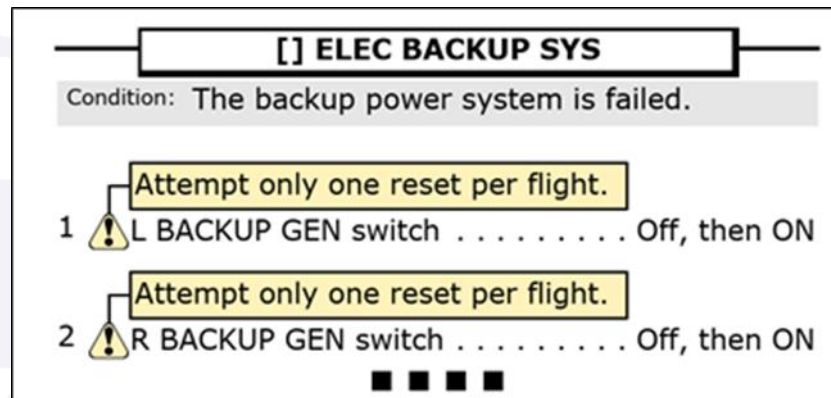 [] ELEC BACKUP SYS
Condition: The backup power system is failed.
Attempt only one reset per flight.
1 L BACKUP GEN switch . . . . . . . . . Off, then ON
Attempt only one reset per flight.
2 R BACKUP GEN switch . . . . . . . . . Off, then ON